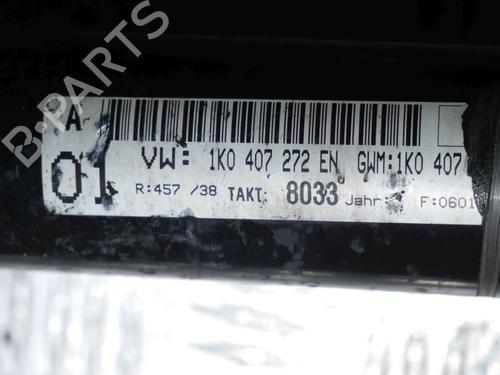 A
01
VW: 1K0 407 272 EN GWM:1K0 407
R:457 /38 TAKT: 8033 Jahr: F:0601
B-PARTS